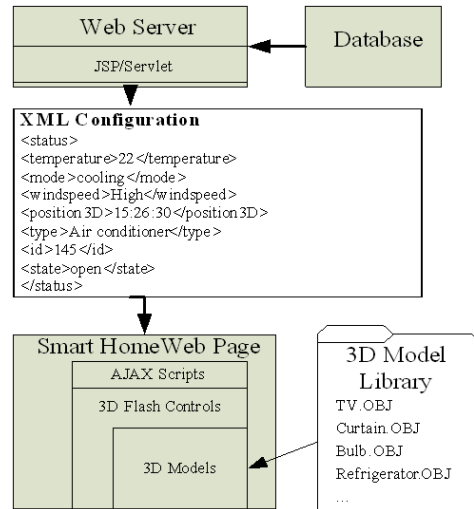 Web Server
JSP/Servlet
Database
XML Configuration
<status>
<temperature>22</temperature>
<mode>cooling</mode>
<windspeed>High</windspeed>
<position3D>15:26:30</position3D>
<type>Air conditioner</type>
<id>145</id>
<state>open</state>
</status>
Smart HomeWeb Page
AJAX Scripts
3D Flash Controls
3D Models
3D Model
Library
TV.OBJ
Curtain.OBJ
Bulb.OBJ
Refrigerator.OBJ
...